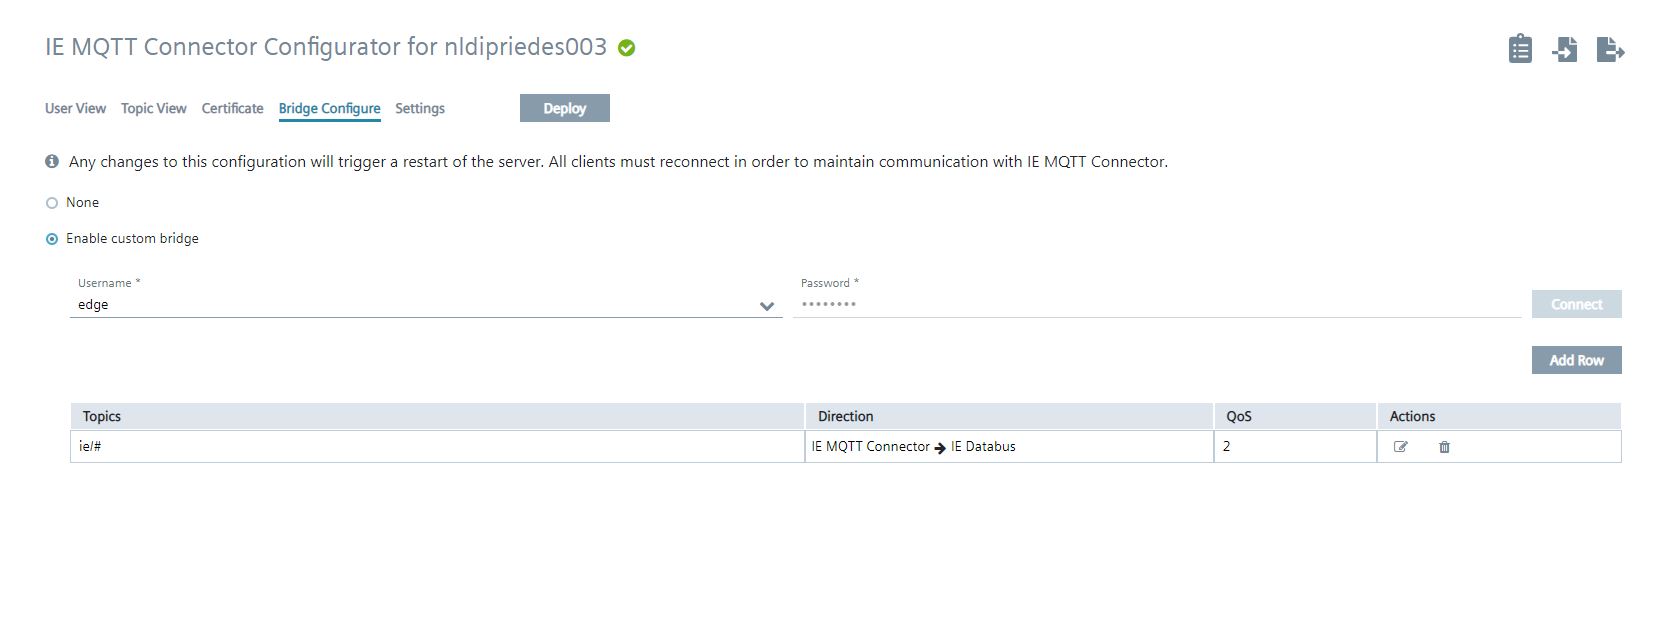 IE MQTT Connector Configurator for nldipriedes003
User View Topic View Certificate Bridge Configure Settings Deploy
Any changes to this configuration will trigger a restart of the server. All clients must reconnect in order to maintain communication with IE MQTT Connector.
None
Enable custom bridge
Username * Password *
edge •••••••• Connect
Add Row
Topics Direction QoS Actions
ie/# IE MQTT Connector → IE Databus 2